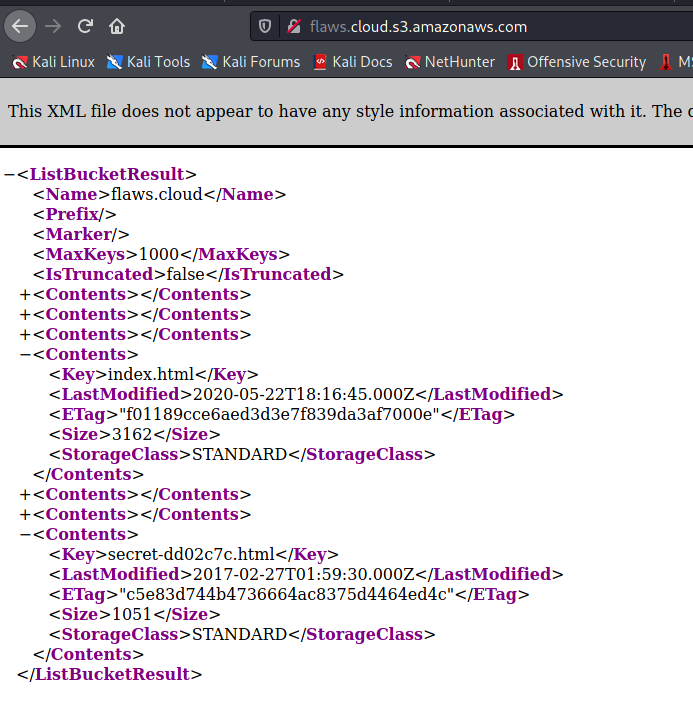 flaws.cloud.s3.amazonaws.com
Kali Linux Kali Tools Kali Forums Kali Docs NetHunter Offensive Security MS
This XML file does not appear to have any style information associated with it. The d
−<ListBucketResult>
<Name>flaws.cloud</Name>
<Prefix/>
<Marker/>
<MaxKeys>1000</MaxKeys>
<IsTruncated>false</IsTruncated>
+<Contents></Contents>
+<Contents></Contents>
+<Contents></Contents>
−<Contents>
<Key>index.html</Key>
<LastModified>2020-05-22T18:16:45.000Z</LastModified>
<ETag>"f01189cce6aed3d3e7f839da3af7000e"</ETag>
<Size>3162</Size>
<StorageClass>STANDARD</StorageClass>
</Contents>
+<Contents></Contents>
+<Contents></Contents>
−<Contents>
<Key>secret-dd02c7c.html</Key>
<LastModified>2017-02-27T01:59:30.000Z</LastModified>
<ETag>"c5e83d744b4736664ac8375d4464ed4c"</ETag>
<Size>1051</Size>
<StorageClass>STANDARD</StorageClass>
</Contents>
</ListBucketResult>